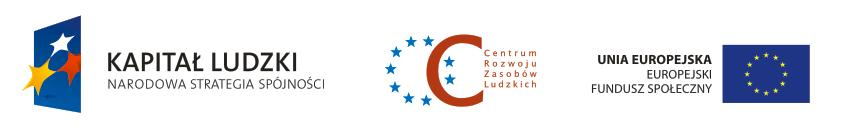 KAPITAŁ LUDZKI
NARODOWA STRATEGIA SPÓJNOŚCI
C
Centrum
Rozwoju
Zasobów
Ludzkich
UNIA EUROPEJSKA
EUROPEJSKI
FUNDUSZ SPOŁECZNY